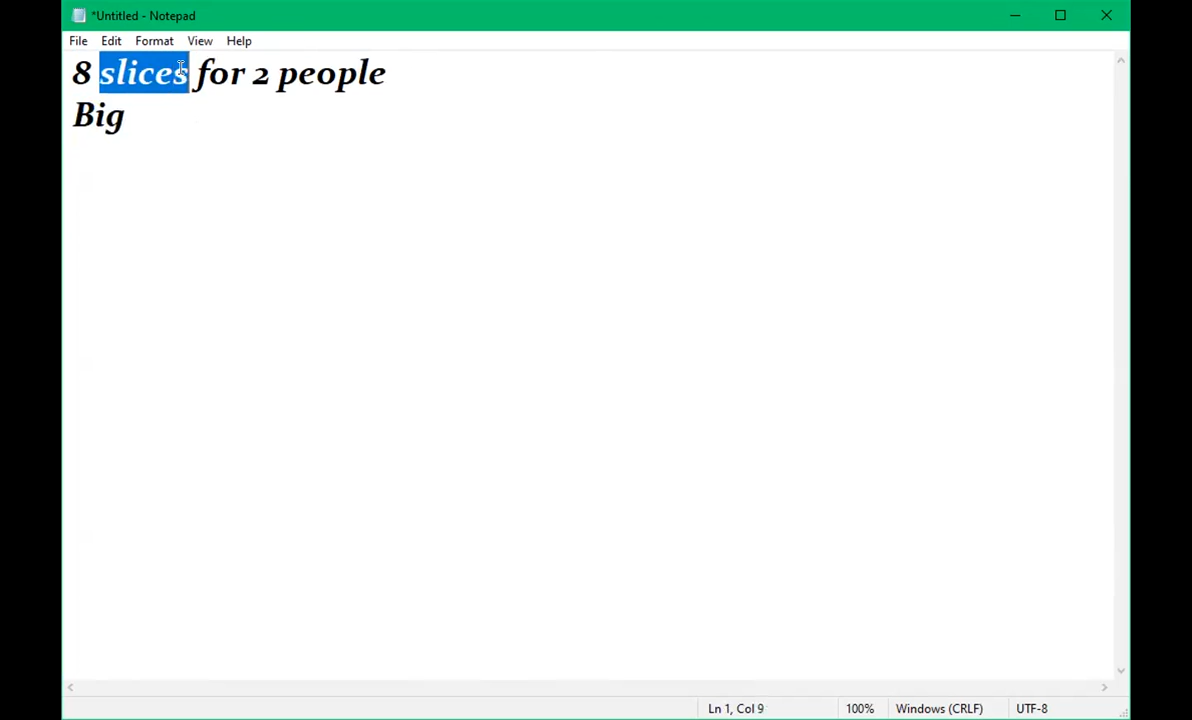 *Untitled - Notepad
File Edit Format View Help
8 slices for 2 people
Big
Ln 1, Col 9 100% Windows (CRLF) UTF-8